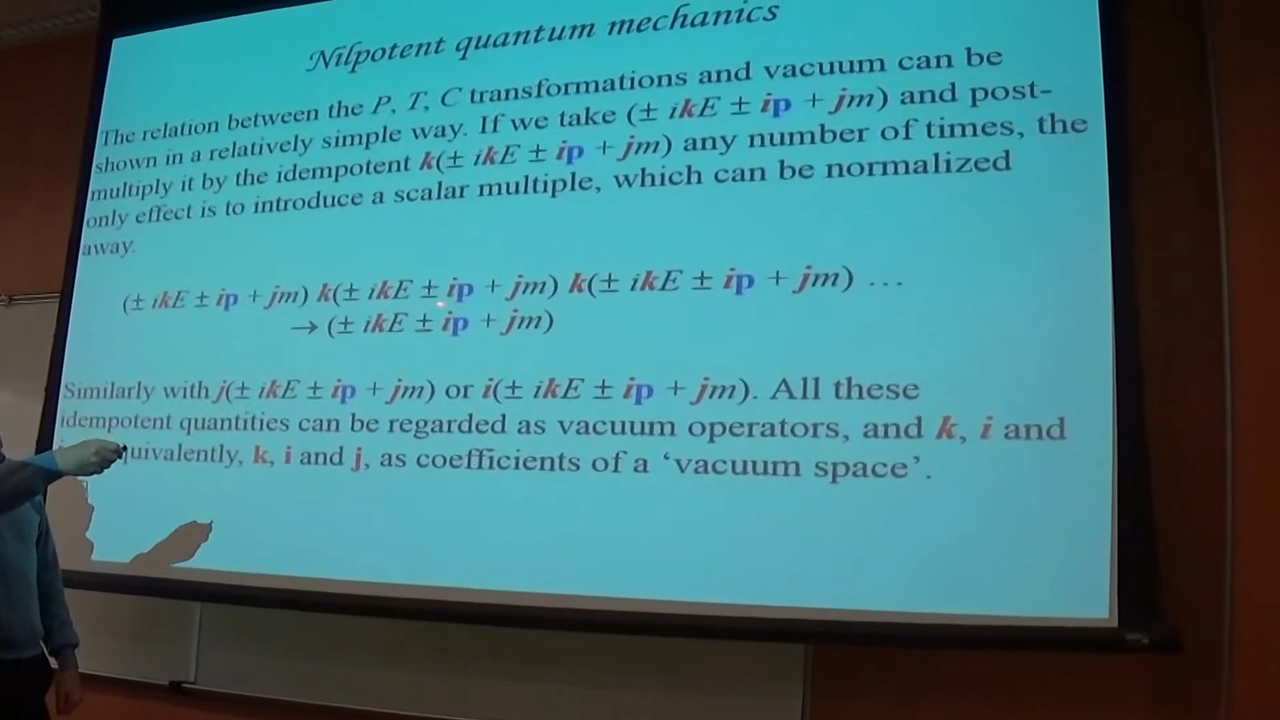 Nilpotent quantum mechanics
The relation between the P, T, C transformations and vacuum can be
shown in a relatively simple way. If we take (± ikE ± ip + jm) and post-
multiply it by the idempotent k(± ikE ± ip + jm) any number of times, the
only effect is to introduce a scalar multiple, which can be normalized
away.
(± ikE ± ip + jm) k(± ikE ± ip + jm) k(± ikE ± ip + jm) …
→ (± ikE ± ip + jm)
Similarly with j(± ikE ± ip + jm) or i(± ikE ± ip + jm). All these
idempotent quantities can be regarded as vacuum operators, and k, i and
quivalently, k, i and j, as coefficients of a ‘vacuum space’.